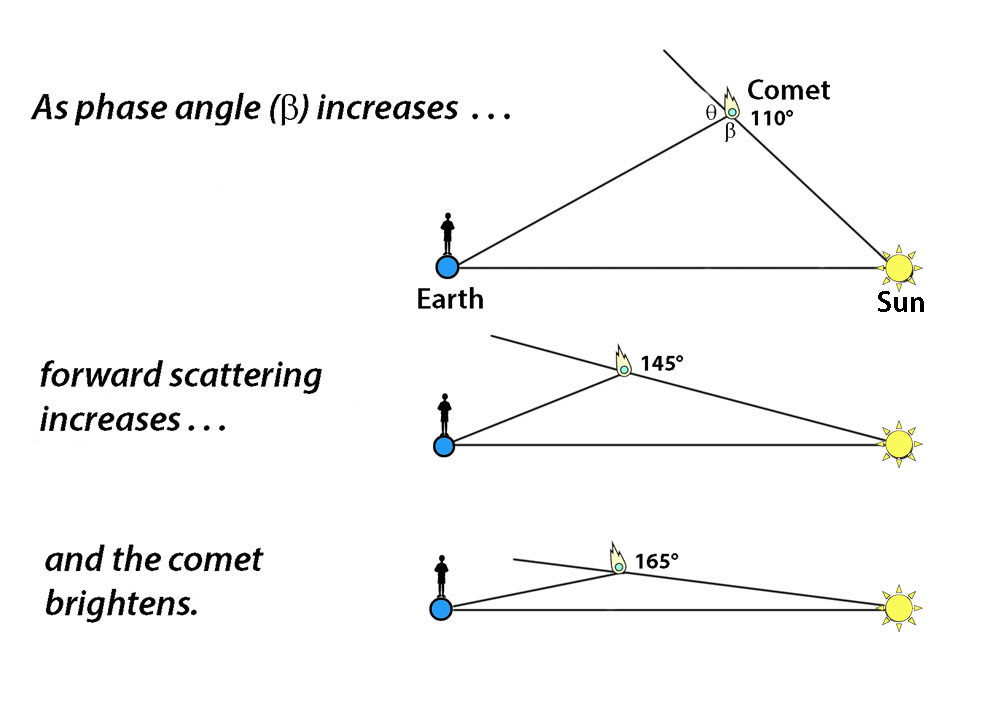 As phase angle (β) increases . . .
Comet
θ
110°
β
Earth
Sun
forward scattering
increases . . .
145°
and the comet
brightens.
165°